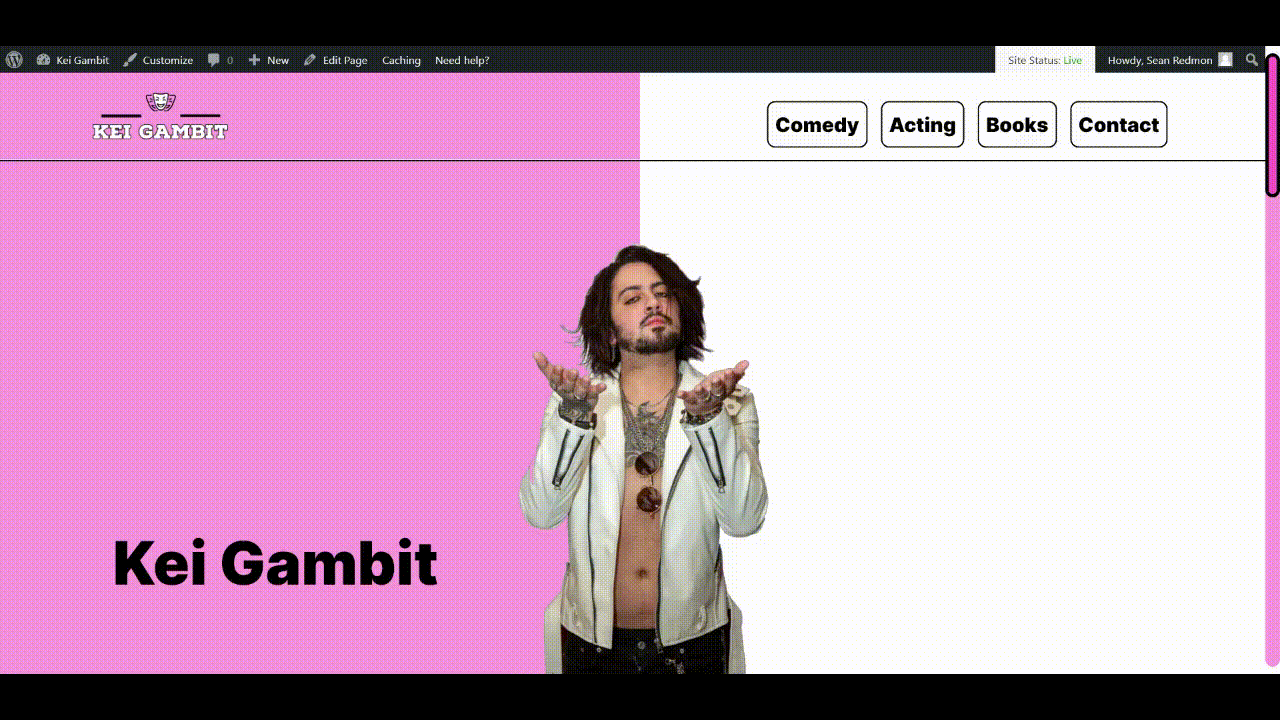 Kei Gambit Customize 0 New Edit Page Caching Need help? Site Status: Live Howdy, Sean Redmon
KEI GAMBIT
Comedy Acting Books Contact
Kei Gambit